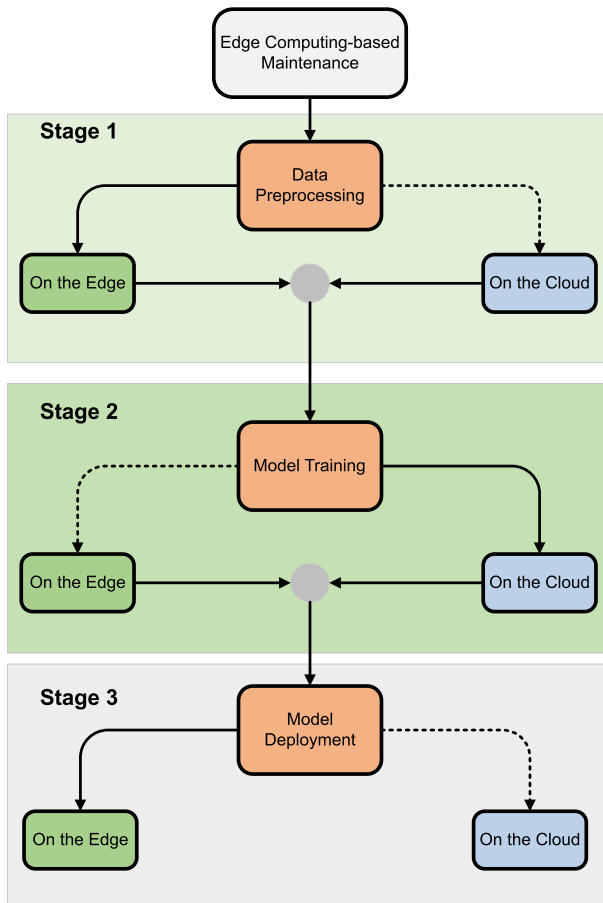 Edge Computing-based
Maintenance
Stage 1
Data
Preprocessing
On the Edge
On the Cloud
Stage 2
Model Training
On the Edge
On the Cloud
Stage 3
Model
Deployment
On the Edge
On the Cloud